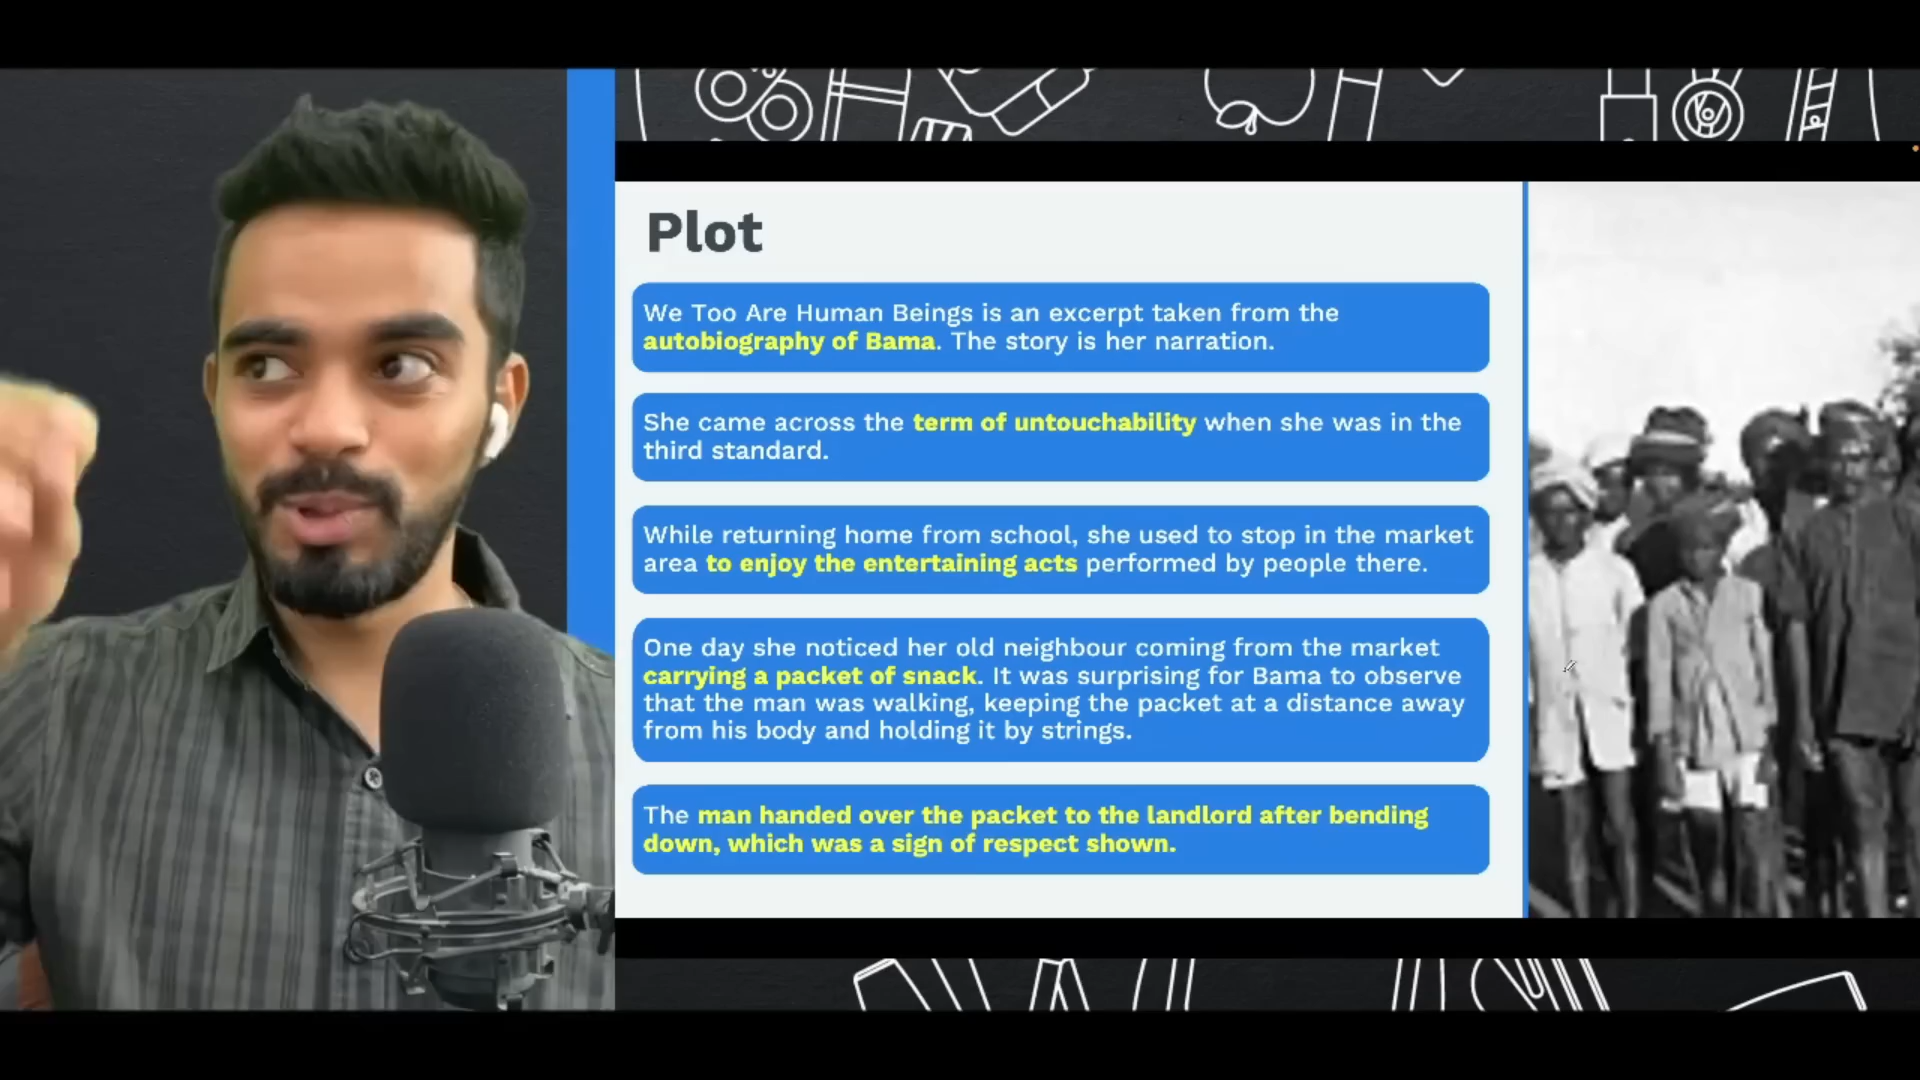 Plot
We Too Are Human Beings is an excerpt taken from the
autobiography of Bama. The story is her narration.
She came across the term of untouchability when she was in the
third standard.
While returning home from school, she used to stop in the market
area to enjoy the entertaining acts performed by people there.
One day she noticed her old neighbour coming from the market
carrying a packet of snack. It was surprising for Bama to observe
that the man was walking, keeping the packet at a distance away
from his body and holding it by strings.
The man handed over the packet to the landlord after bending
down, which was a sign of respect shown.